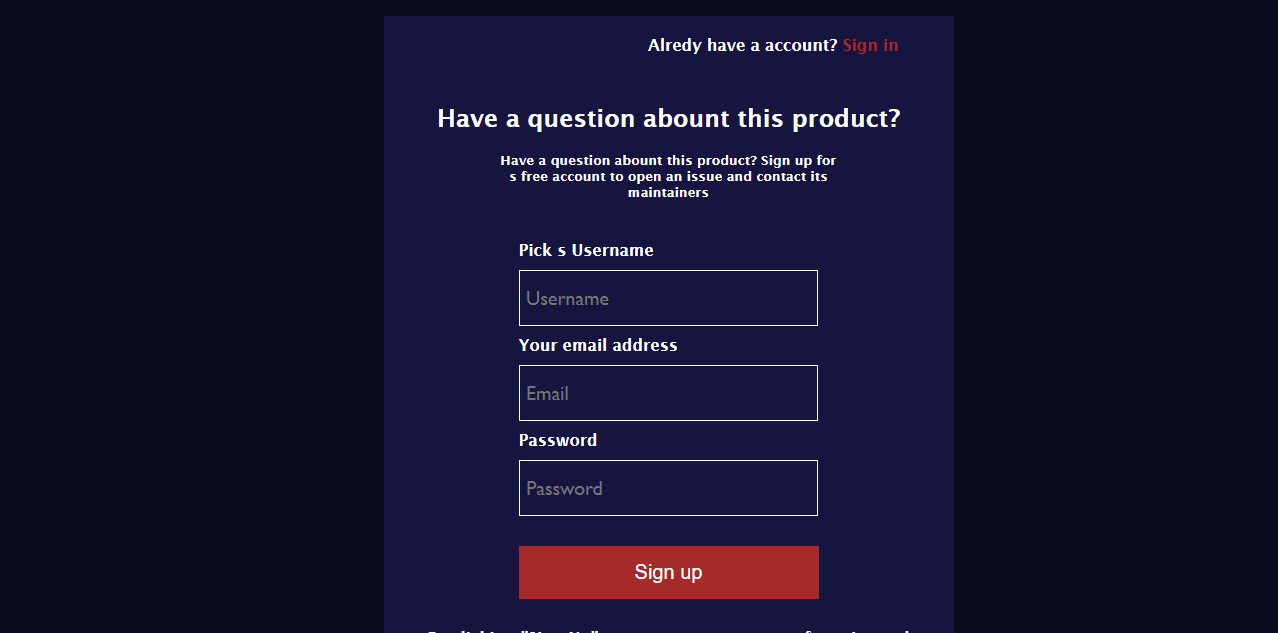 Alredy have a account? Sign in
Have a question abount this product?
Have a question abount this product? Sign up for
s free account to open an issue and contact its
maintainers
Pick s Username
Username
Your email address
Email
Password
Password
Sign up